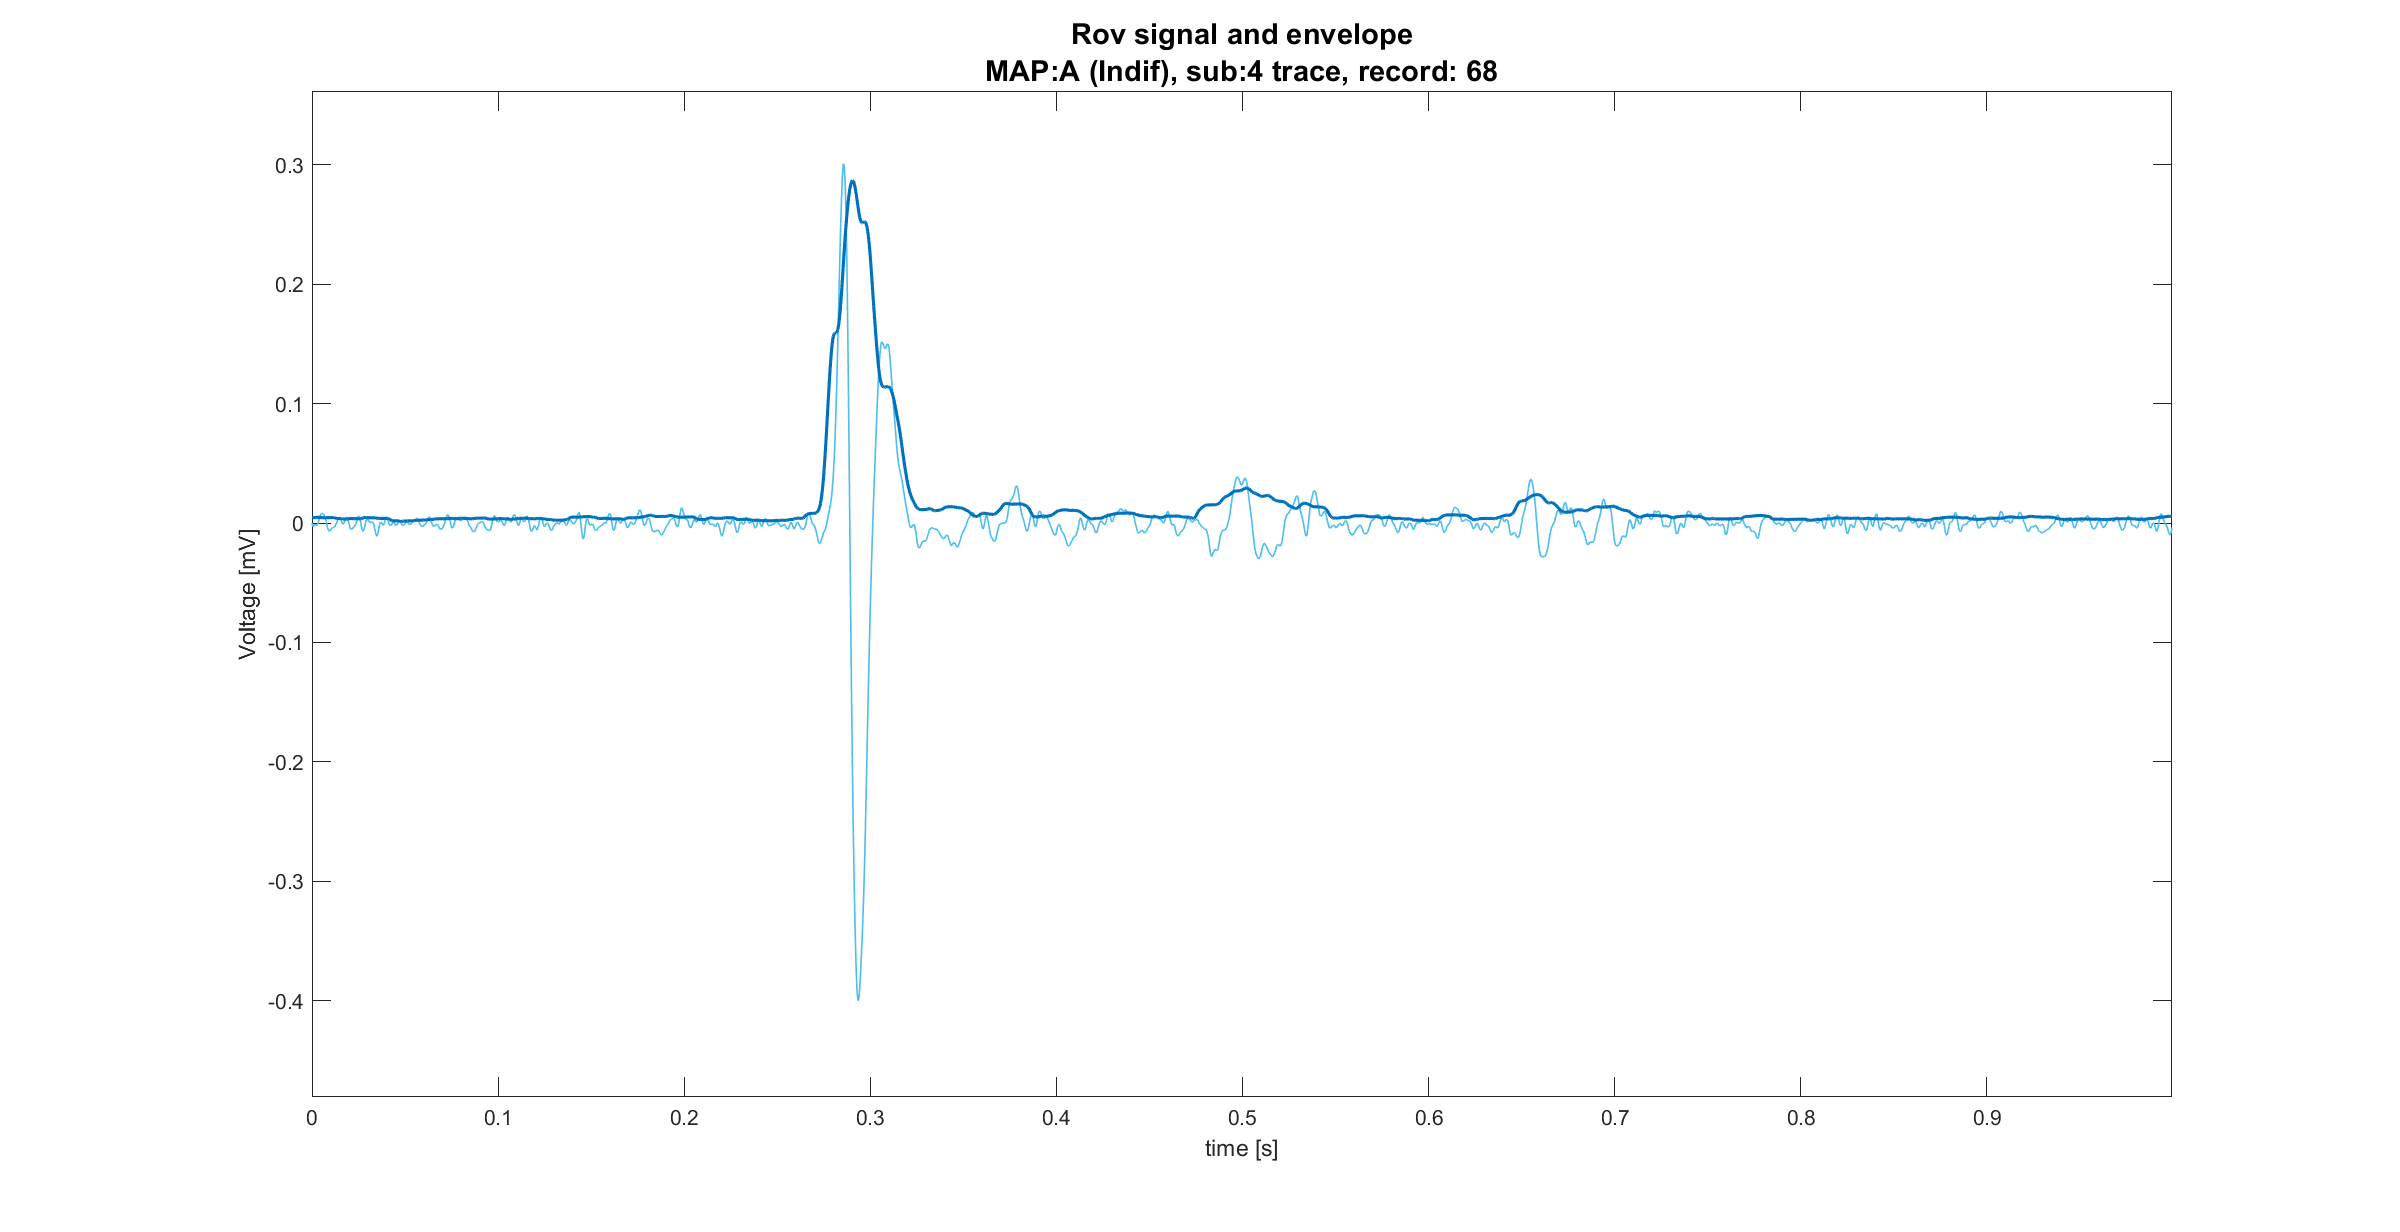 Rov signal and envelope
MAP:A (Indif), sub:4 trace, record: 68
0.3
0.2
0.1
0
-0.1
-0.2
-0.3
-0.4
Voltage [mV]
0 0.1 0.2 0.3 0.4 0.5 0.6 0.7 0.8 0.9
time [s]